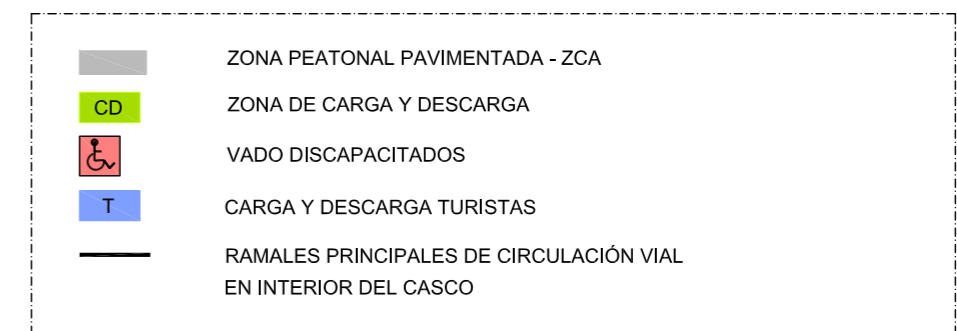 ZONA PEATONAL PAVIMENTADA - ZCA
CD ZONA DE CARGA Y DESCARGA
VADO DISCAPACITADOS
T CARGA Y DESCARGA TURISTAS
RAMALES PRINCIPALES DE CIRCULACIÓN VIAL
EN INTERIOR DEL CASCO